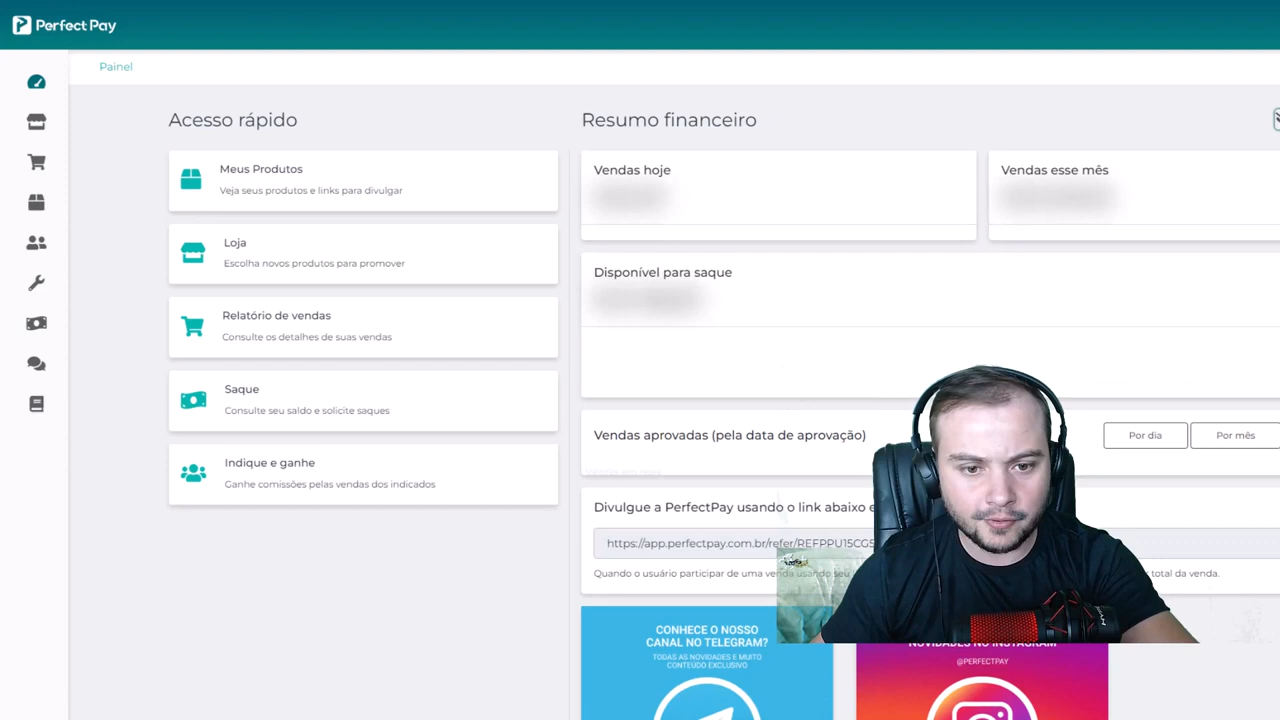 Perfect Pay
Painel
Acesso rápido
Meus Produtos
Veja seus produtos e links para divulgar
Loja
Escolha novos produtos para promover
Relatório de vendas
Consulte os detalhes de suas vendas
Saque
Consulte seu saldo e solicite saques
Indique e ganhe
Ganhe comissões pelas vendas dos indicados
Resumo financeiro
Vendas hoje
Vendas esse mês
Disponível para saque
Vendas aprovadas (pela data de aprovação)
Por dia
Por mês
Divulgue a PerfectPay usando o link abaixo e
https://app.perfectpay.com.br/refer/REFPPU15CG5
Quando o usuário participar de uma venda usando seu
total da venda.
CONHECE O NOSSO
CANAL NO TELEGRAM?
TODAS AS NOVIDADES E MUITO
CONTEÚDO EXCLUSIVO
NOVIDADES NO INSTAGRAM
@PERFECTPAY